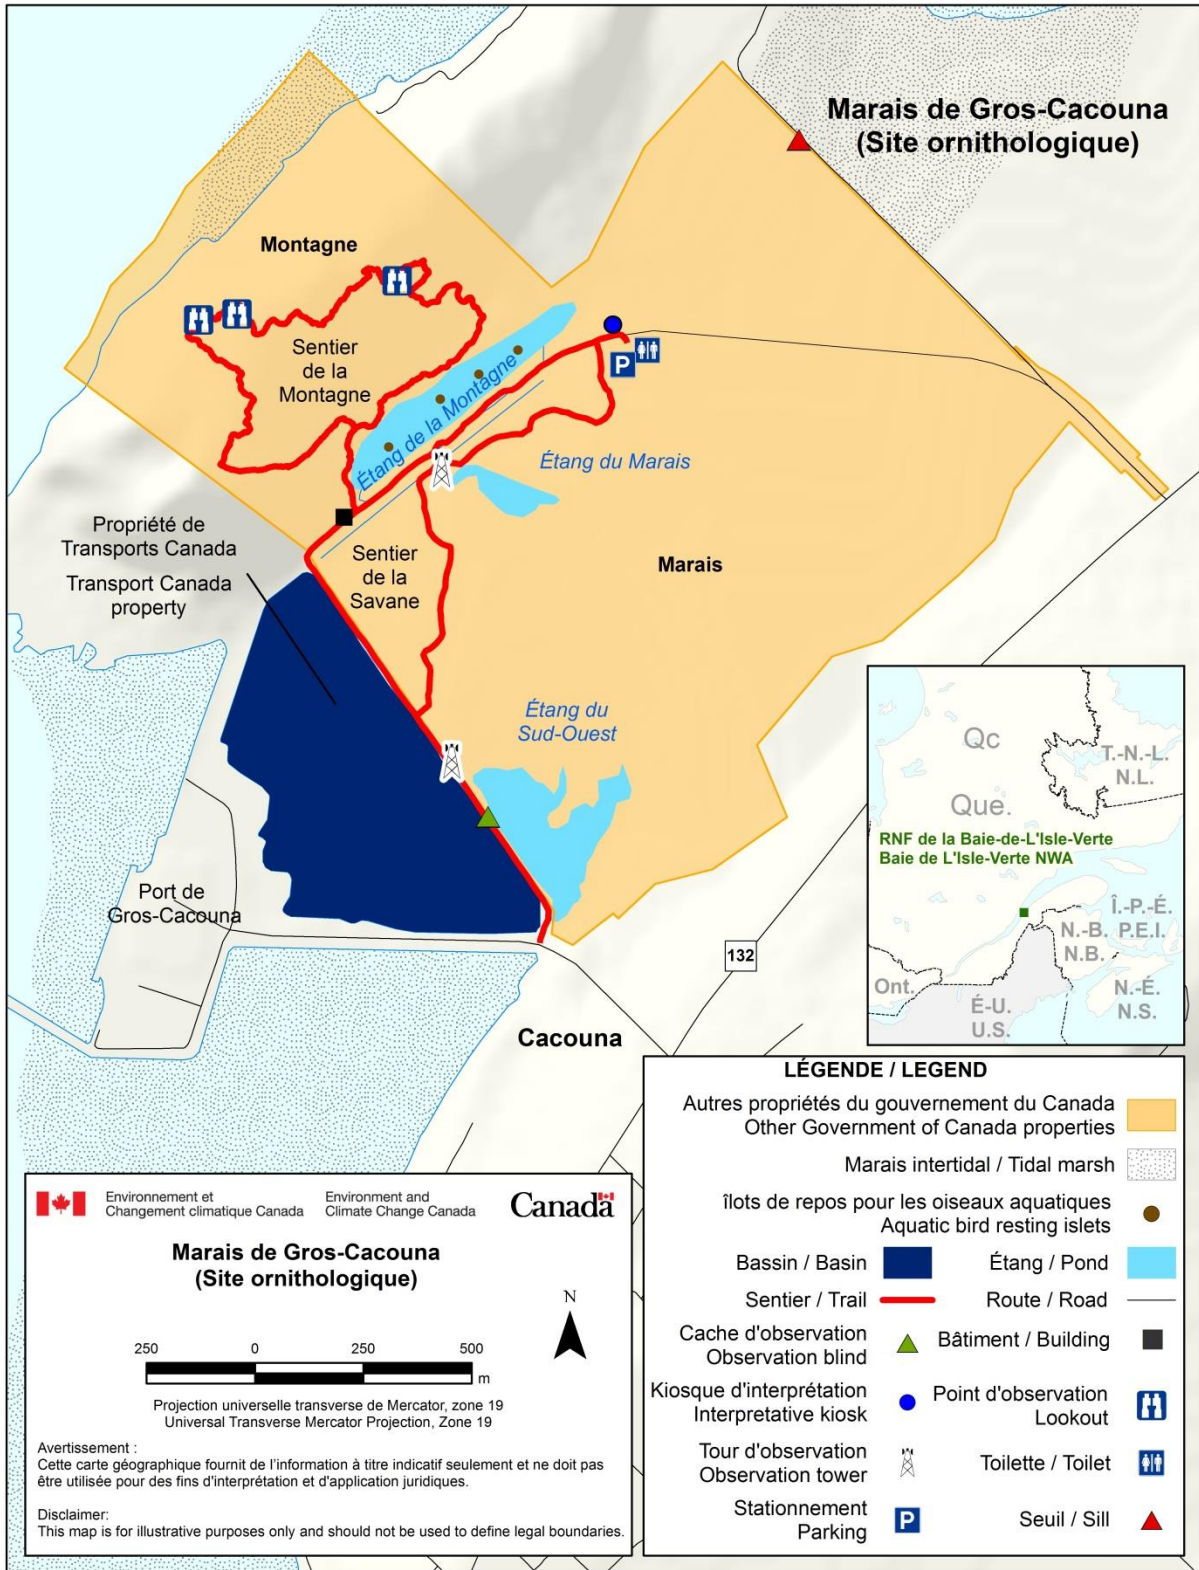 Marais de Gros-Cacouna
(Site ornithologique)
Montagne
Sentier
de la
Montagne
Étang de la Montagne
P
Étang du Marais
Propriété de
Transports Canada
Transport Canada
property
Sentier
de la
Savane
Marais
Étang du
Sud-Ouest
Port de
Gros-Cacouna
132
Cacouna
Qc
Que.
T.-N.-L.
N.L.
RNF de la Baie-de-L'Isle-Verte
Baie de L'Isle-Verte NWA
Î.-P.-É.
P.E.I.
N.-B.
N.B.
Ont.
N.-É.
N.S.
É-U.
U.S.
LÉGENDE / LEGEND
Autres propriétés du gouvernement du Canada
Other Government of Canada properties
Marais intertidal / Tidal marsh
îlots de repos pour les oiseaux aquatiques
Aquatic bird resting islets
Bassin / Basin
Étang / Pond
Sentier / Trail
Route / Road
Cache d'observation
Observation blind
Bâtiment / Building
Kiosque d'interprétation
Interpretative kiosk
Point d'observation
Lookout
Tour d'observation
Observation tower
Toilette / Toilet
Stationnement
Parking
P
Seuil / Sill
Environnement et
Changement climatique Canada
Environment and
Climate Change Canada
Canada
Marais de Gros-Cacouna
(Site ornithologique)
N
250 0 250 500
m
Projection universelle transverse de Mercator, zone 19
Universal Transverse Mercator Projection, Zone 19
Avertissement :
Cette carte géographique fournit de l'information à titre indicatif seulement et ne doit pas
être utilisée pour des fins d'interprétation et d'application juridiques.
Disclaimer:
This map is for illustrative purposes only and should not be used to define legal boundaries.